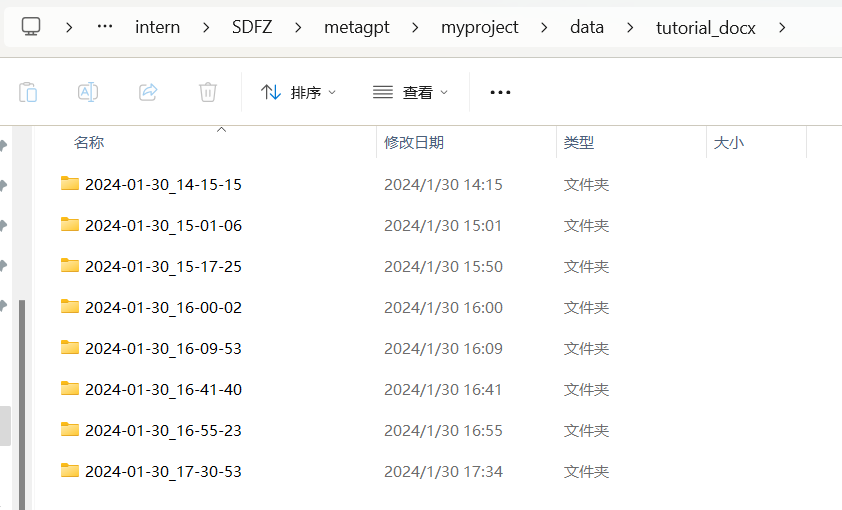 intern > SDFZ > metagpt > myproject > data > tutorial_docx >
排序 查看
名称 修改日期 类型 大小
2024-01-30_14-15-15 2024/1/30 14:15 文件夹
2024-01-30_15-01-06 2024/1/30 15:01 文件夹
2024-01-30_15-17-25 2024/1/30 15:50 文件夹
2024-01-30_16-00-02 2024/1/30 16:00 文件夹
2024-01-30_16-09-53 2024/1/30 16:09 文件夹
2024-01-30_16-41-40 2024/1/30 16:41 文件夹
2024-01-30_16-55-23 2024/1/30 16:55 文件夹
2024-01-30_17-30-53 2024/1/30 17:34 文件夹